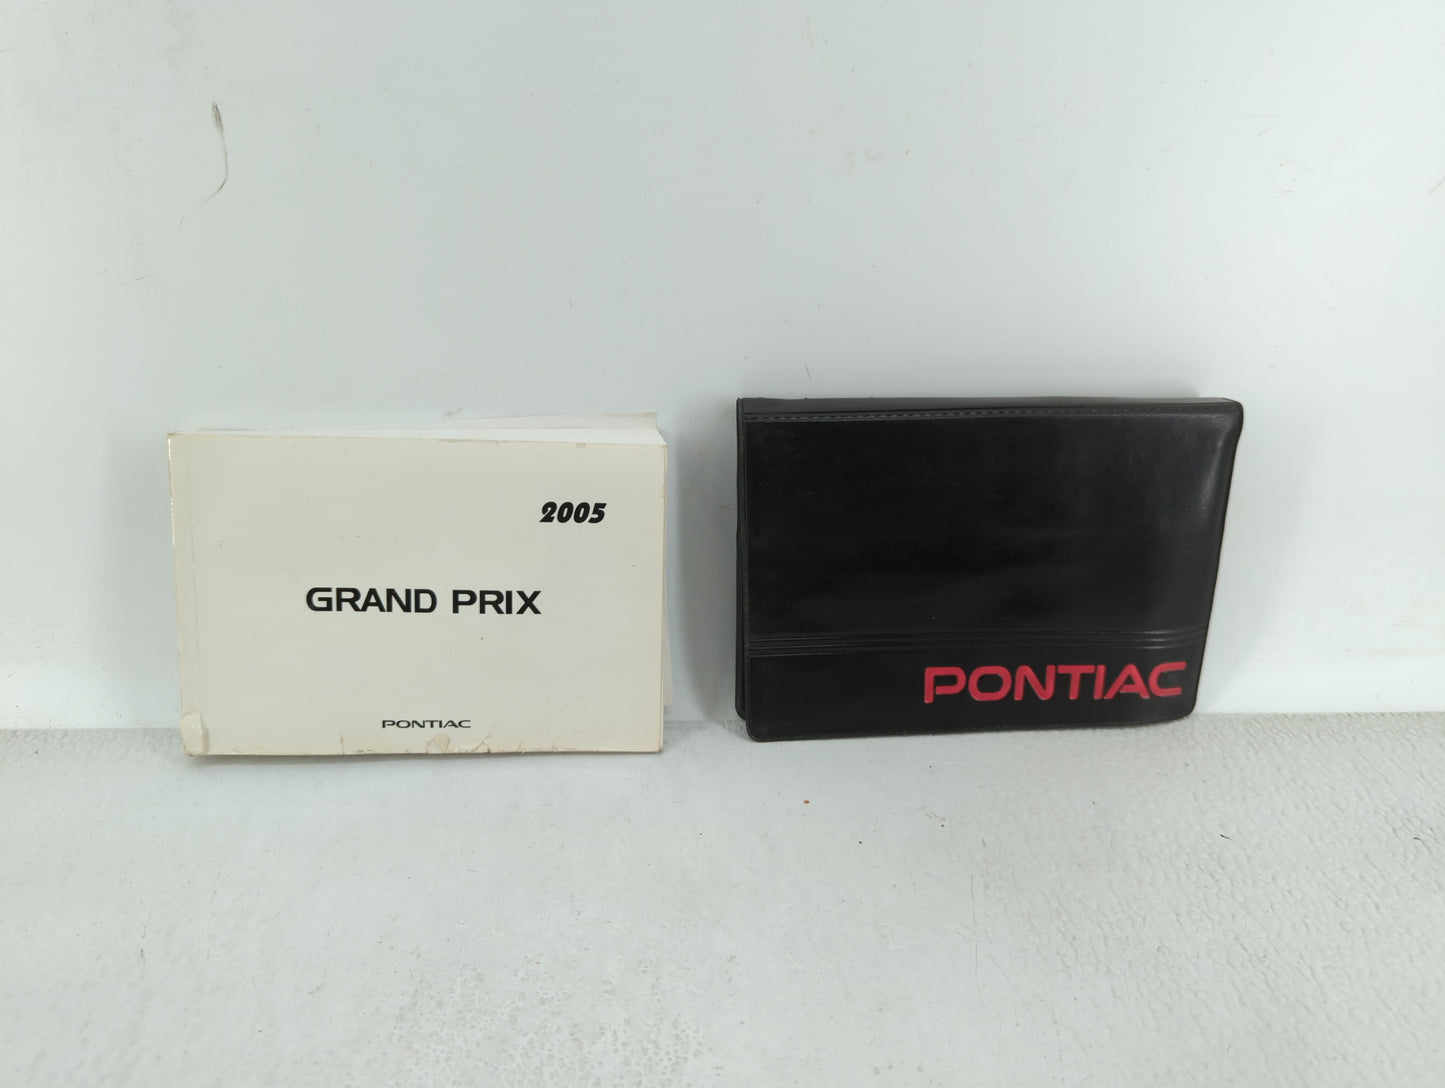 2005
GRAND PRIX
PONTIAC
PONTIAC